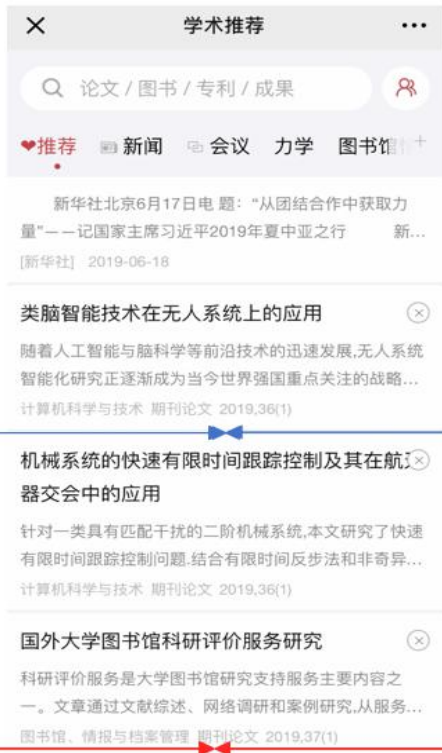 学术推荐
论文 / 图书 / 专利 / 成果
推荐 新闻 会议 力学 图书馆
新华社北京6月17日电 题：“从团结合作中获取力
量”——记国家主席习近平2019年夏中亚之行 新...
[新华社] 2019-06-18
类脑智能技术在无人系统上的应用
随着人工智能与脑科学等前沿技术的迅速发展,无人系统
智能化研究正逐渐成为当今世界强国重点关注的战略...
计算机科学与技术 期刊论文 2019,36(1)
机械系统的快速有限时间跟踪控制及其在航天
器交会中的应用
针对一类具有匹配干扰的二阶机械系统,本文研究了快速
有限时间跟踪控制问题.结合有限时间反步法和非奇异...
计算机科学与技术 期刊论文 2019,36(1)
国外大学图书馆科研评价服务研究
科研评价服务是大学图书馆研究支持服务主要内容之
一。文章通过文献综述、网络调研和案例研究,从服务...
图书馆、情报与档案管理 期刊论文 2019,37(1)